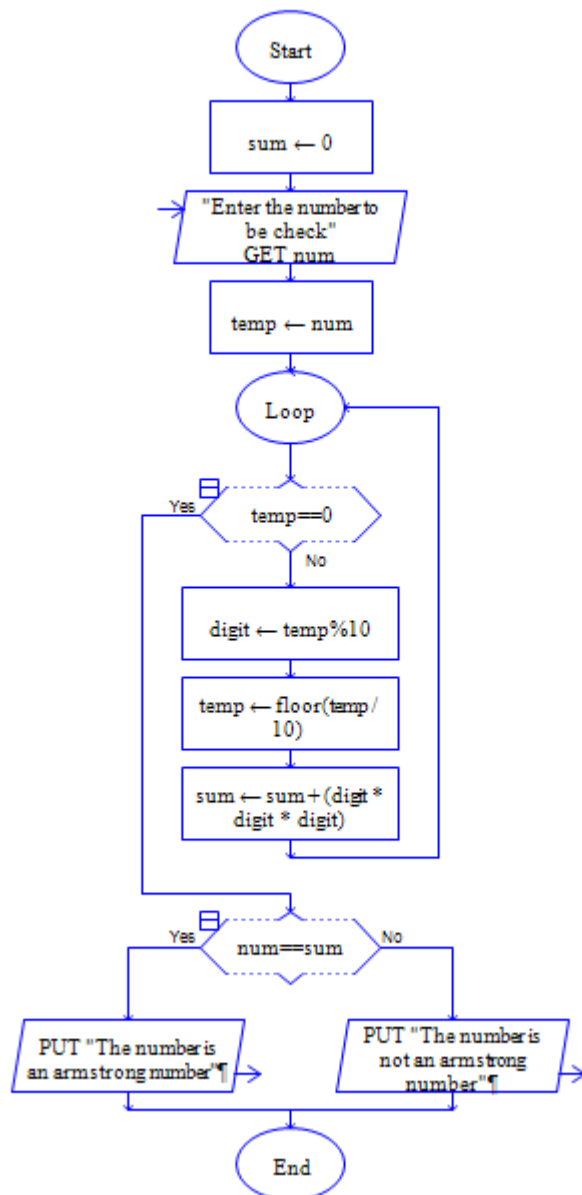 Start
sum ← 0
"Enter the number to
be check"
GET num
temp ← num
Loop
Yes
temp==0
No
digit ← temp%10
temp ← floor(temp /
10)
sum ← sum+(digit *
digit * digit)
Yes
num==sum
No
PUT "The number is
an armstrong number"¶
PUT "The number is
not an armstrong
number"¶
End